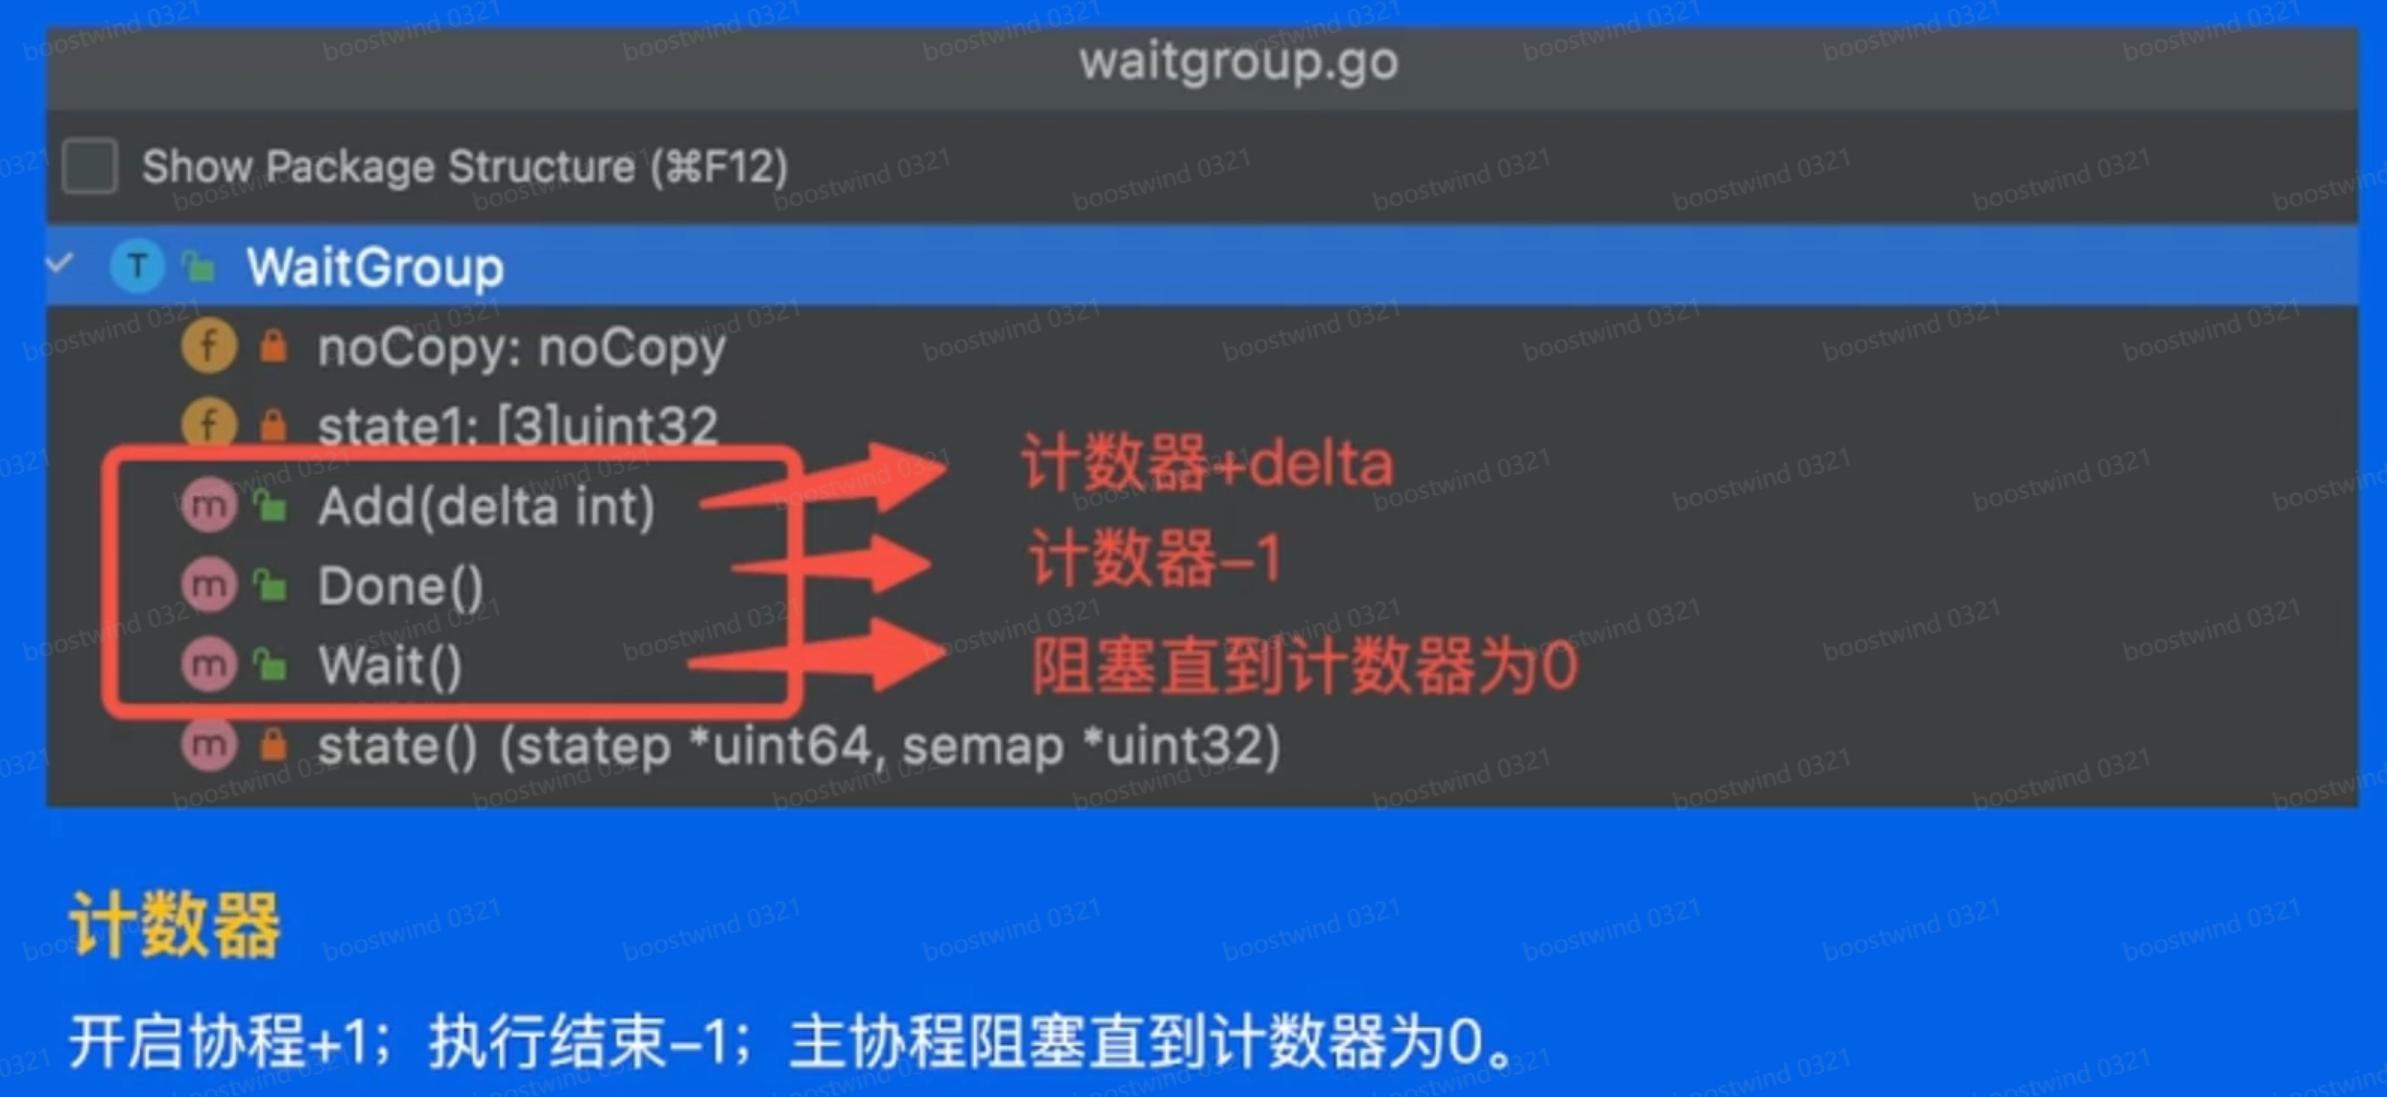 waitgroup.go
Show Package Structure (⌘F12)
T WaitGroup
f noCopy: noCopy
f state1: [3]uint32
m Add(delta int) 计数器+delta
m Done() 计数器–1
m Wait() 阻塞直到计数器为0
m state() (statep *uint64, semap *uint32)
计数器
开启协程+1；执行结束–1；主协程阻塞直到计数器为0。
boostwind 0321